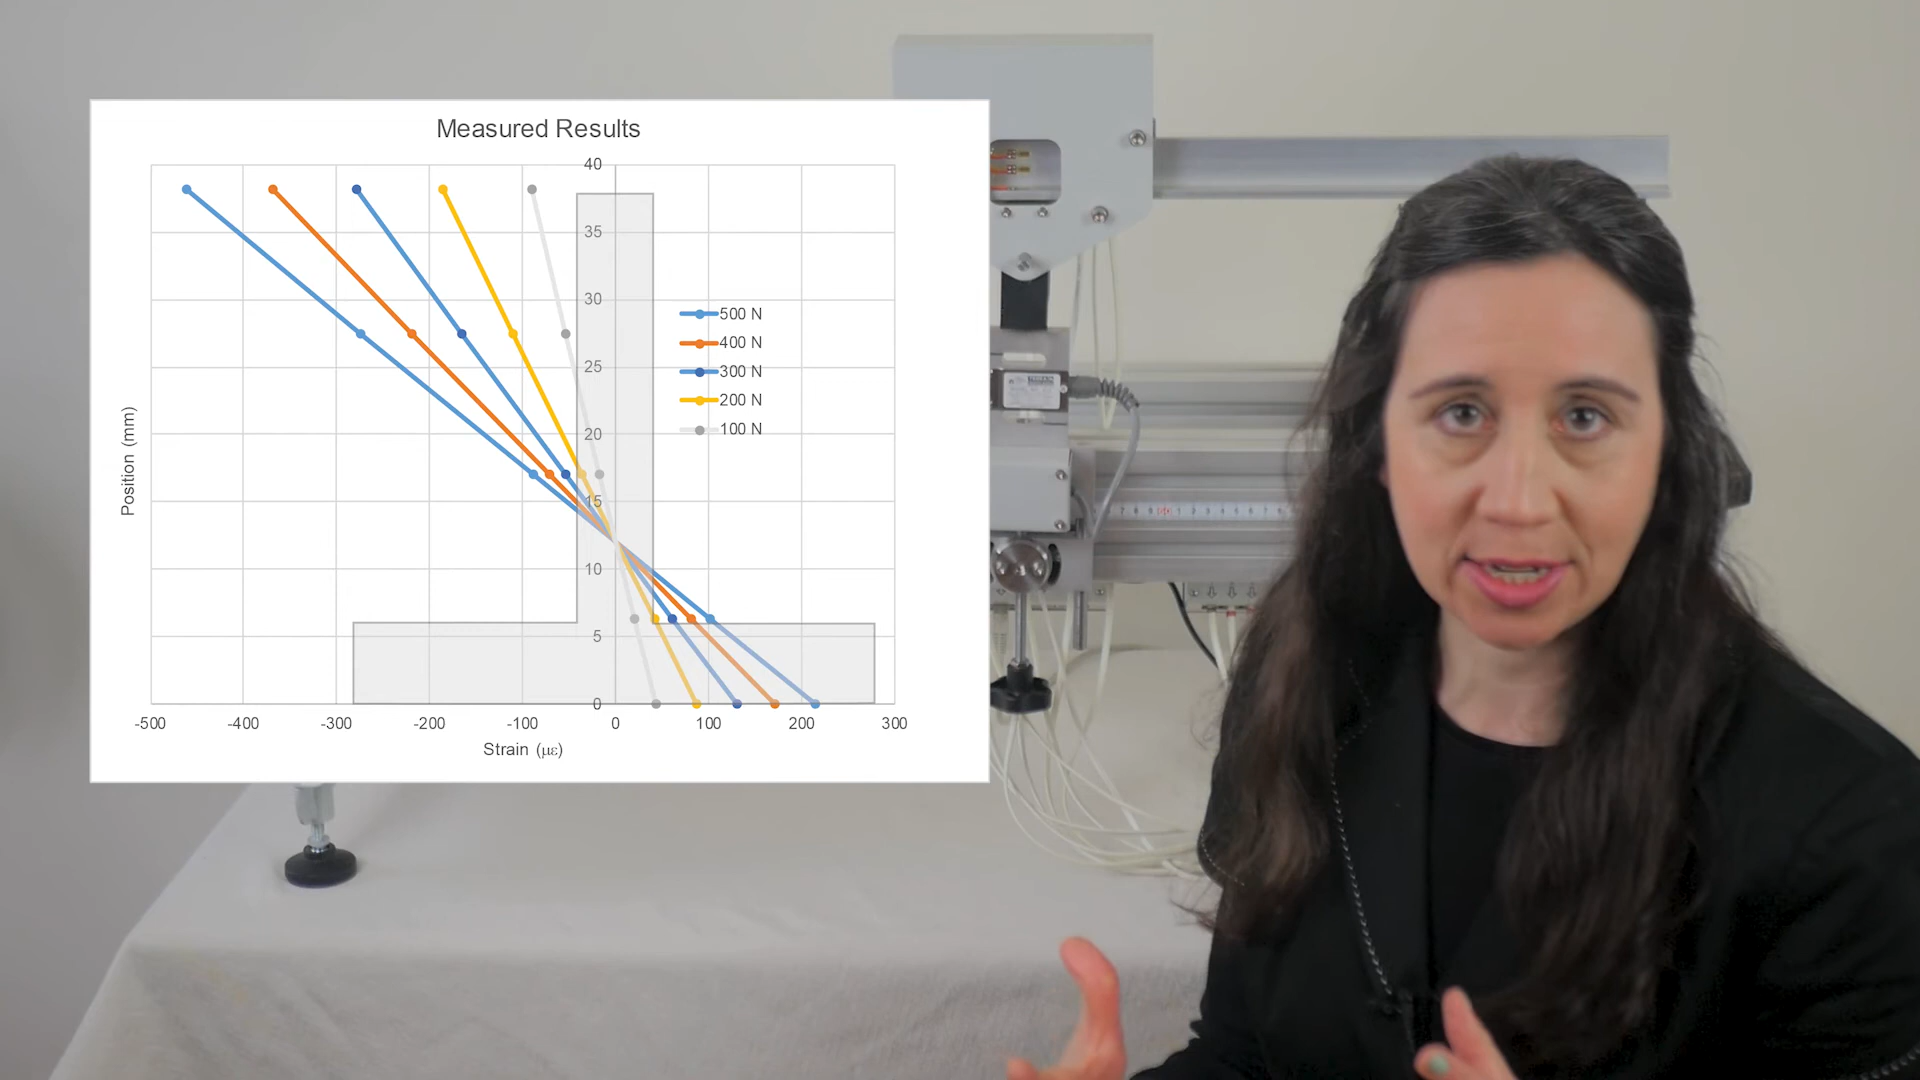 Measured Results
40
35
30
25
20
15
10
5
0
Position (mm)
500 N
400 N
300 N
200 N
100 N
-500 -400 -300 -200 -100 0 100 200 300
Strain (με)